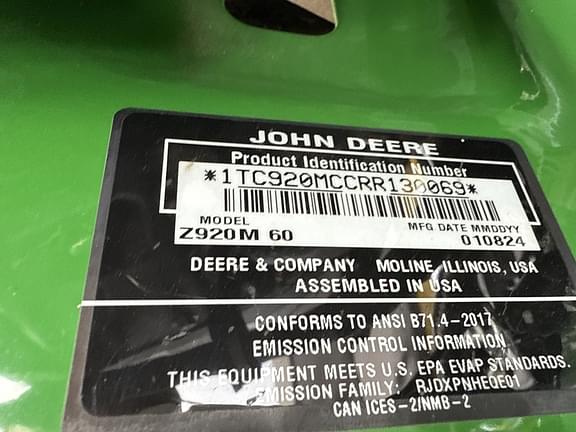 JOHN DEERE
Product Identification Number
*1TC920MCCRR130069*
MODEL MFG DATE MMDDYY
Z920M 60 010824
DEERE & COMPANY MOLINE, ILLINOIS, USA
ASSEMBLED IN USA
CONFORMS TO ANSI B71.4-2017
EMISSION CONTROL INFORMATION
THIS EQUIPMENT MEETS U.S. EPA EVAP STANDARDS.
EMISSION FAMILY: RJDXPNHEQE01
CAN ICES-2/NMB-2